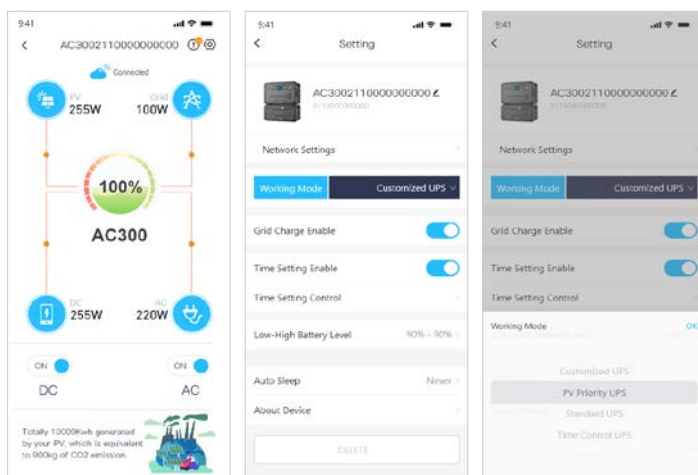 9:41
AC3002110000000000
Connected
PV
255W
Grid
100W
100%
AC300
DC
255W
AC
220W
ON
ON
DC
AC
Totally 10000Kwh generated
by your PV, which is equivalent
to 900kg of CO2 emission.
9:41
Setting
AC3002110000000000
2110000000000
Network Settings
Working Mode
Customized UPS
Grid Charge Enable
Time Setting Enable
Time Setting Control
Low-High Battery Level
90% - 90%
Auto Sleep
Never
About Device
DELETE
9:41
Setting
AC3002110000000000
2110000000000
Network Settings
Working Mode
Customized UPS
Grid Charge Enable
Time Setting Enable
Time Setting Control
Working Mode
OK
Customized UPS
PV Priority UPS
Standard UPS
Time Control UPS